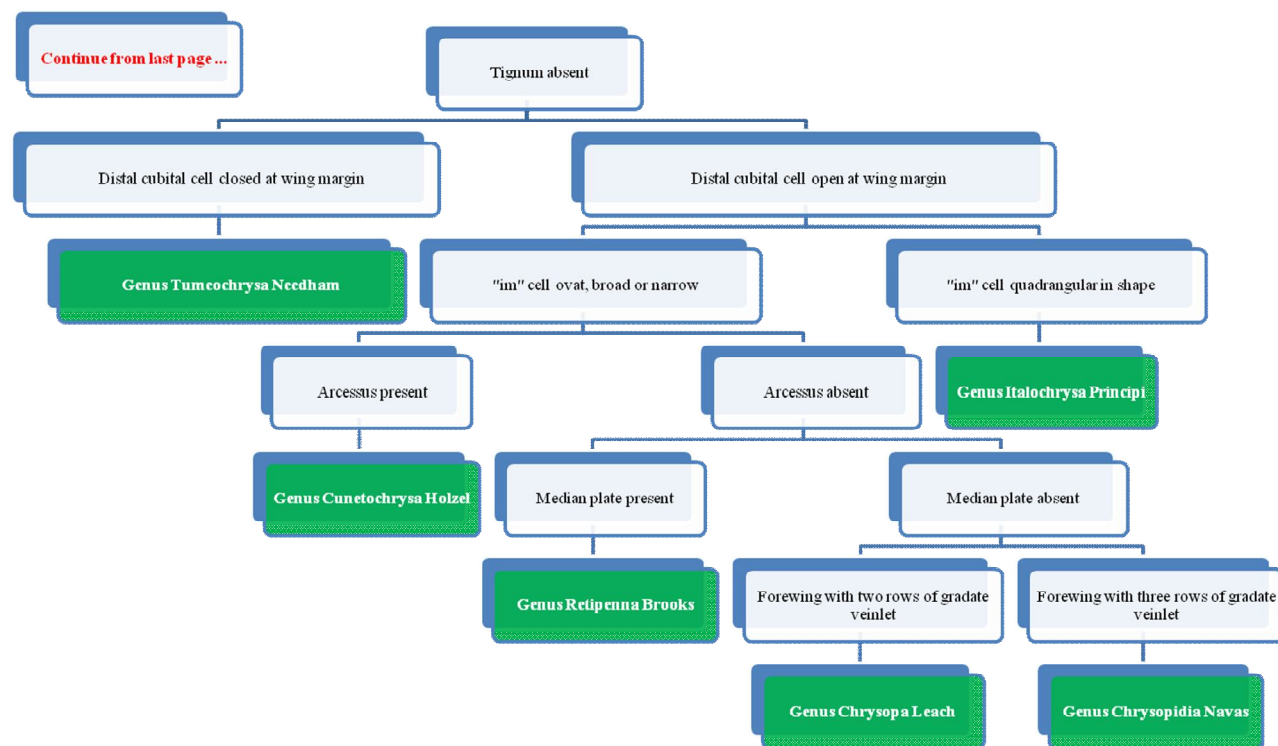 Continue from last page ...
Tignum absent
Distal cubital cell closed at wing margin
Distal cubital cell open at wing margin
Genus Tumeochrysa Needham
"im" cell ovat, broad or narrow
"im" cell quadrangular in shape
Arcessus present
Arcessus absent
Genus Italochrysa Principi
Genus Cunctochrysa Holzel
Median plate present
Median plate absent
Genus Retipenna Brooks
Forewing with two rows of gradate
veinlet
Forewing with three rows of gradate
veinlet
Genus Chrysopa Leach
Genus Chrysopidia Navas